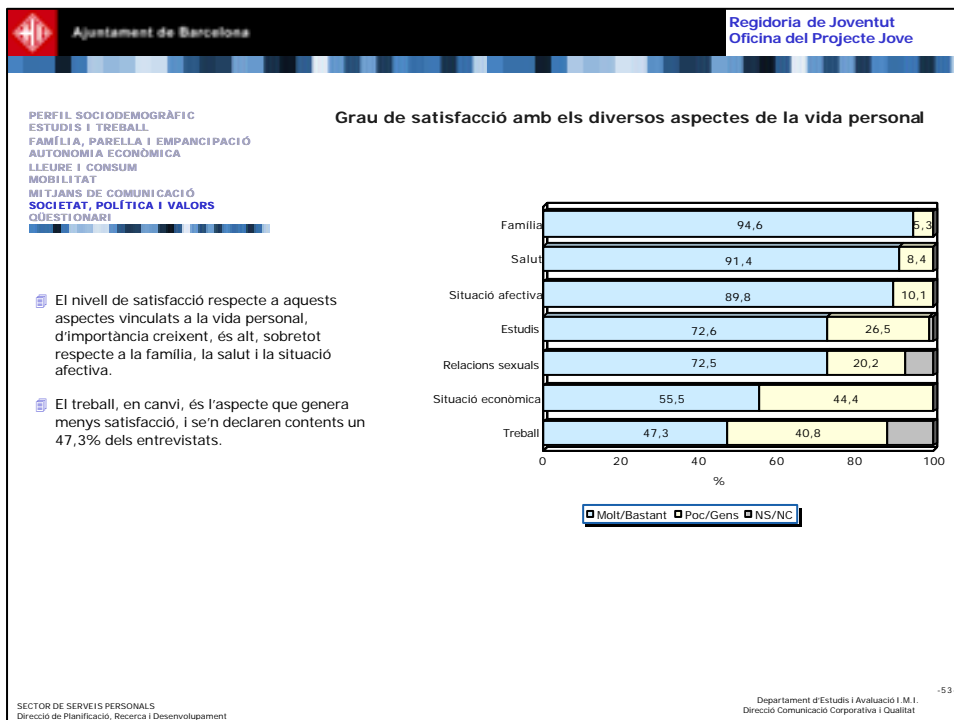 Ajuntament de Barcelona
Regidoria de Joventut
Oficina del Projecte Jove
PERFIL SOCIODEMOGRÀFIC
ESTUDIS I TREBALL
FAMÍLIA, PARELLA I EMPANCIPACIÓ
AUTONOMIA ECONÒMICA
LLEURE I CONSUM
MOBILITAT
MITJANS DE COMUNICACIÓ
SOCIETAT, POLÍTICA I VALORS
QÜESTIONARI
Grau de satisfacció amb els diversos aspectes de la vida personal
El nivell de satisfacció respecte a aquests
aspectes vinculats a la vida personal,
d'importància creixent, és alt, sobretot
respecte a la família, la salut i la situació
afectiva.
El treball, en canvi, és l'aspecte que genera
menys satisfacció, i se'n declaren contents un
47,3% dels entrevistats.
Família 94,6 5,3
Salut 91,4 8,4
Situació afectiva 89,8 10,1
Estudis 72,6 26,5
Relacions sexuals 72,5 20,2
Situació econòmica 55,5 44,4
Treball 47,3 40,8
0 20 40 60 80 100
%
Molt/Bastant Poc/Gens NS/NC
SECTOR DE SERVEIS PERSONALS
Direcció de Planificació, Recerca i Desenvolupament
Departament d'Estudis i Avaluació I.M.I.
Direcció Comunicació Corporativa i Qualitat
-53